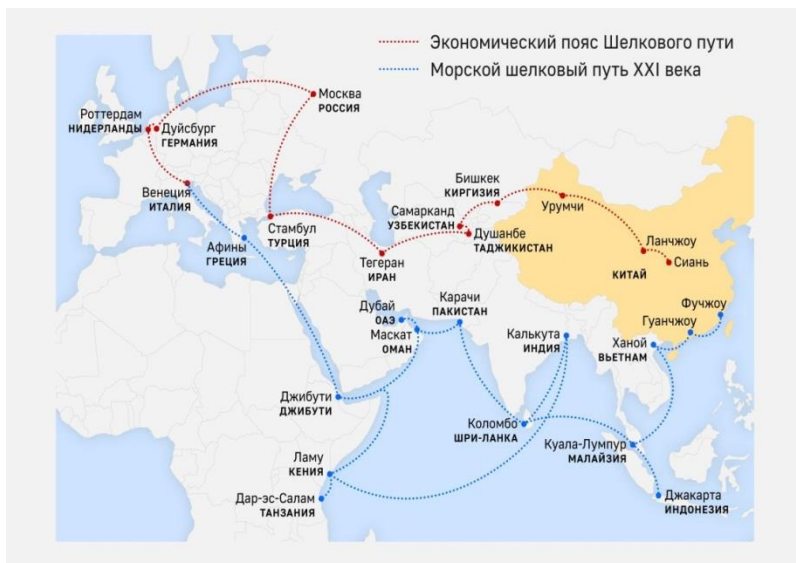 Экономический пояс Шелкового пути
Морской шелковый путь XXI века
Москва
РОССИЯ
Роттердам
НИДЕРЛАНДЫ
Дуйсбург
ГЕРМАНИЯ
Венеция
ИТАЛИЯ
Афины
ГРЕЦИЯ
Стамбул
ТУРЦИЯ
Тегеран
ИРАН
Бишкек
КИРГИЗИЯ
Самарканд
УЗБЕКИСТАН
Душанбе
ТАДЖИКИСТАН
Урумчи
Ланчжоу
Сиань
КИТАЙ
Фучжоу
Гуанчжоу
Ханой
ВЬЕТНАМ
Дубай
ОАЭ
Маскат
ОМАН
Карачи
ПАКИСТАН
Калькута
ИНДИЯ
Джибути
ДЖИБУТИ
Коломбо
ШРИ-ЛАНКА
Куала-Лумпур
МАЛАЙЗИЯ
Ламу
КЕНИЯ
Дар-эс-Салам
ТАНЗАНИЯ
Джакарта
ИНДОНЕЗИЯ